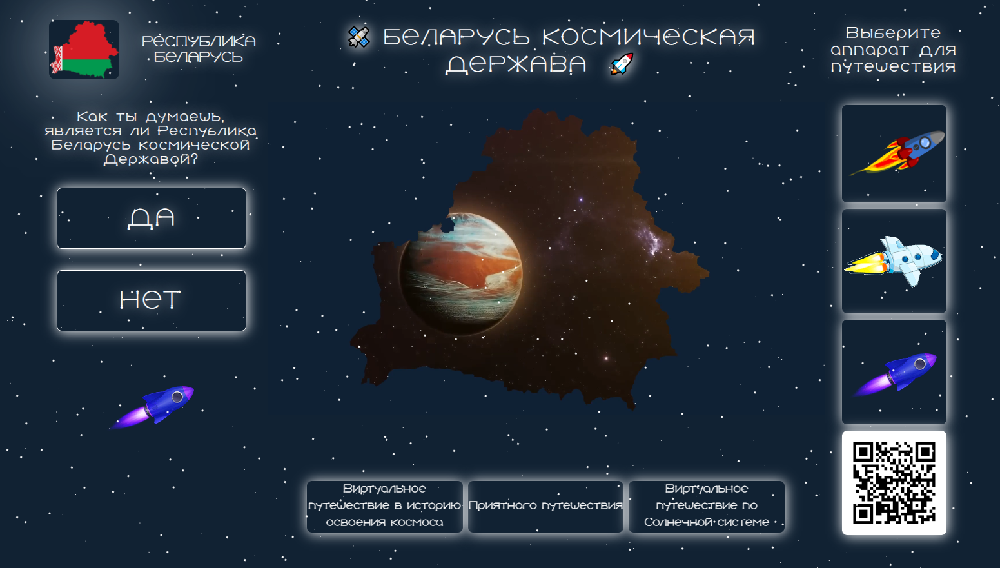 РЕСПУБЛИКА
БЕЛАРУСЬ
БЕЛАРУСЬ КОСМИЧЕСКАЯ
ДЕРЖАВА
Выберите
аппарат для
путешествия
Как ты думаешь,
является ли Республика
Беларусь космической
Державой?
ДА
НЕТ
Виртуальное
путешествие в историю
освоения космоса
Приятного путешествия
Виртуальное
путешествие по
Солнечной системе